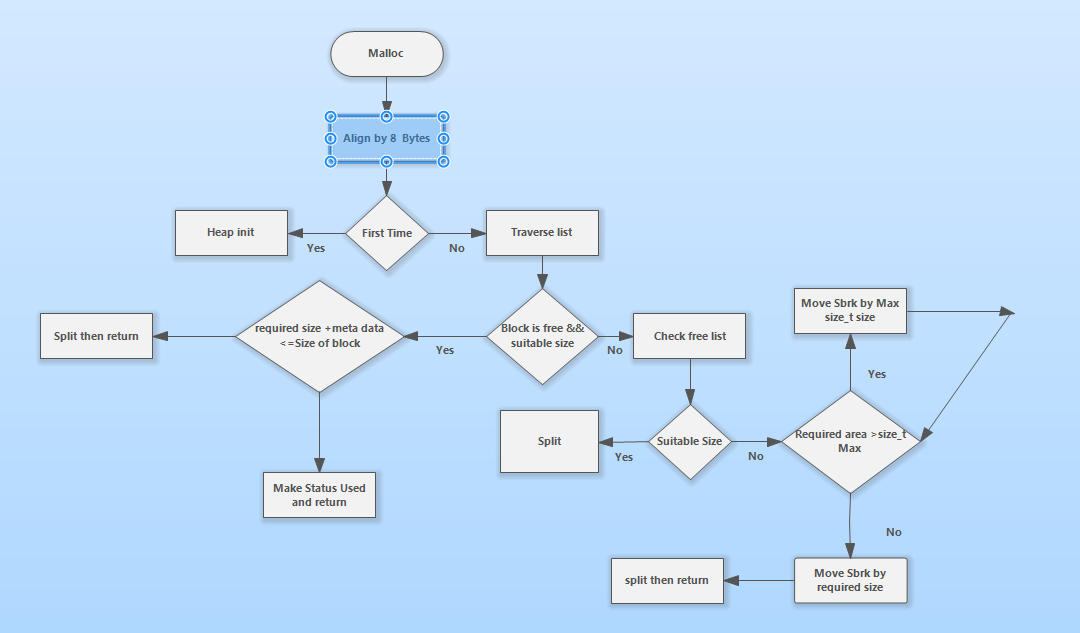 Malloc
Align by 8  Bytes
First Time
Heap init
Yes
No
Traverse list
Block is free &&
suitable size
Yes
No
required size +meta data
<=Size of block
Split then return
Make Status Used
and return
Check free list
Suitable Size
Yes
No
Split
Required area >size_t
Max
Yes
Move Sbrk by Max
size_t size
No
Move Sbrk by
required size
split then return